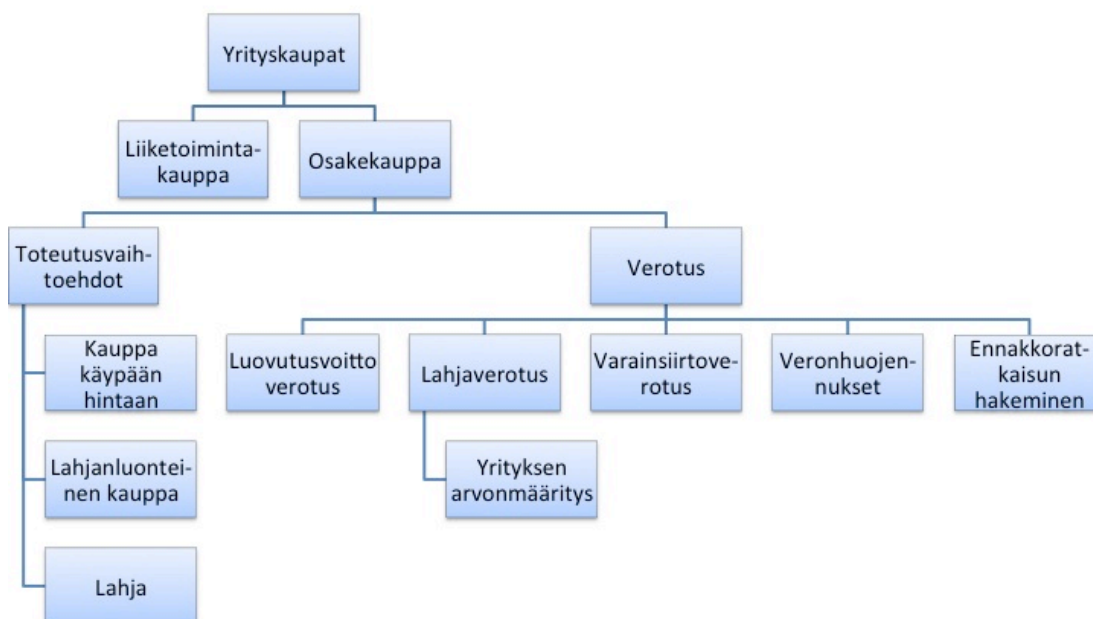 Yrityskaupat
Liiketoiminta-
kauppa
Osakekauppa
Toteutusvaih-
toehdot
Verotus
Kauppa
käypään
hintaan
Luovutusvoitto
verotus
Lahjaverotus
Varainsiirtove-
rotus
Veronhuojen-
nukset
Ennakkorat-
kaisun
hakeminen
Lahjanluontei-
nen kauppa
Yrityksen
arvonmääritys
Lahja